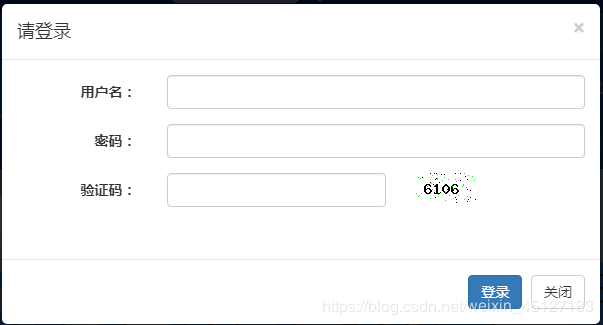 请登录
×
用户名：
密码：
验证码：
6106
登录 关闭
https://blog.csdn.net/weixin_45127193